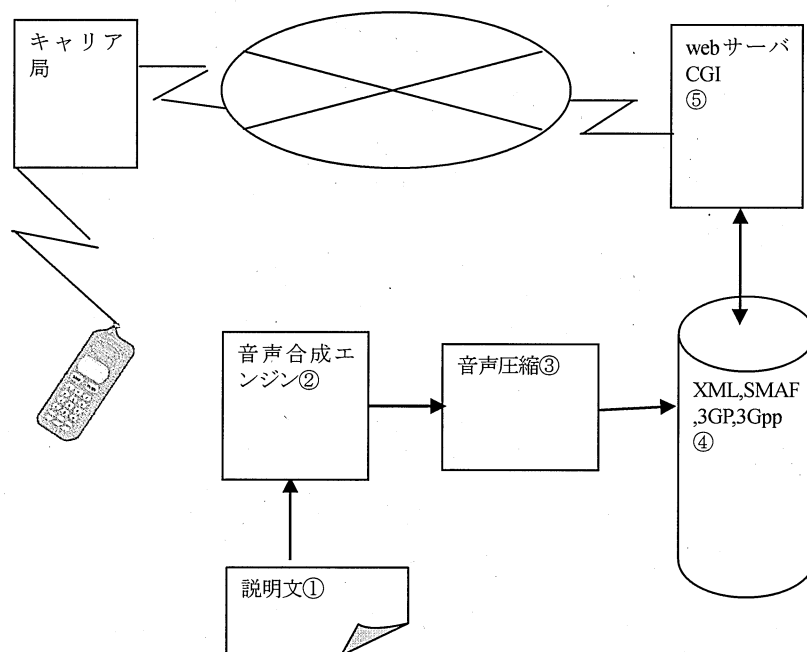 キャリア
局
webサーバ
CGI
⑤
音声合成エ
ンジン②
音声圧縮③
XML,SMAF
,3GP,3Gpp
④
説明文①